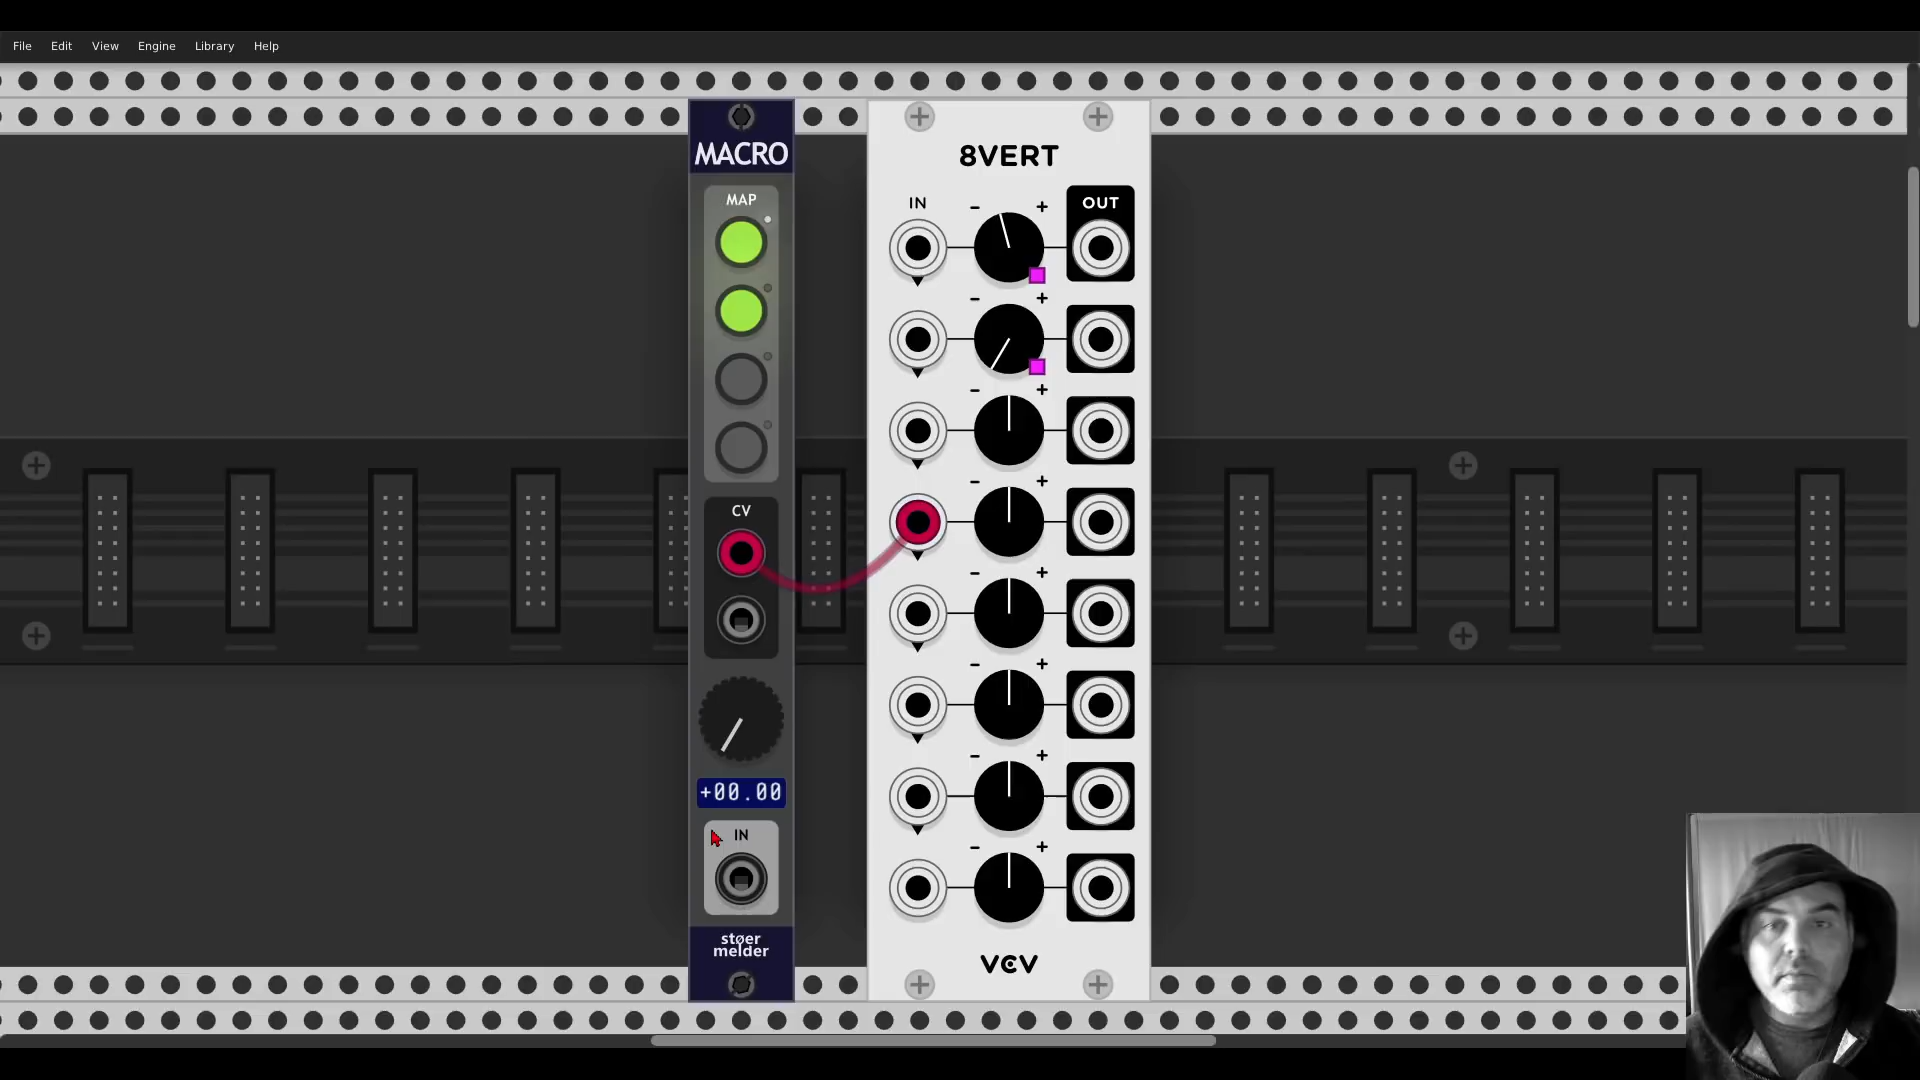 File Edit View Engine Library Help
MACRO
MAP
CV
+00.00
IN
støer
melder
8VERT
IN - + OUT
- +
- +
- +
- +
- +
- +
- +
VCV